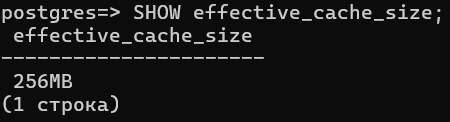 postgres=> SHOW effective_cache_size;
 effective_cache_size
----------------------
 256MB
(1 строка)